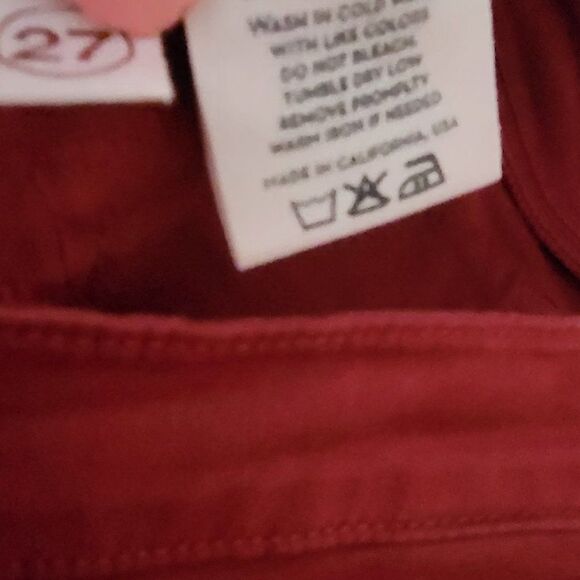 27
WASH IN COLD
WITH LIKE COLORS
DO NOT BLEACH
TUMBLE DRY LOW
REMOVE PROMPTLY
WARM IRON IF NEEDED
MADE IN CALIFORNIA, USA